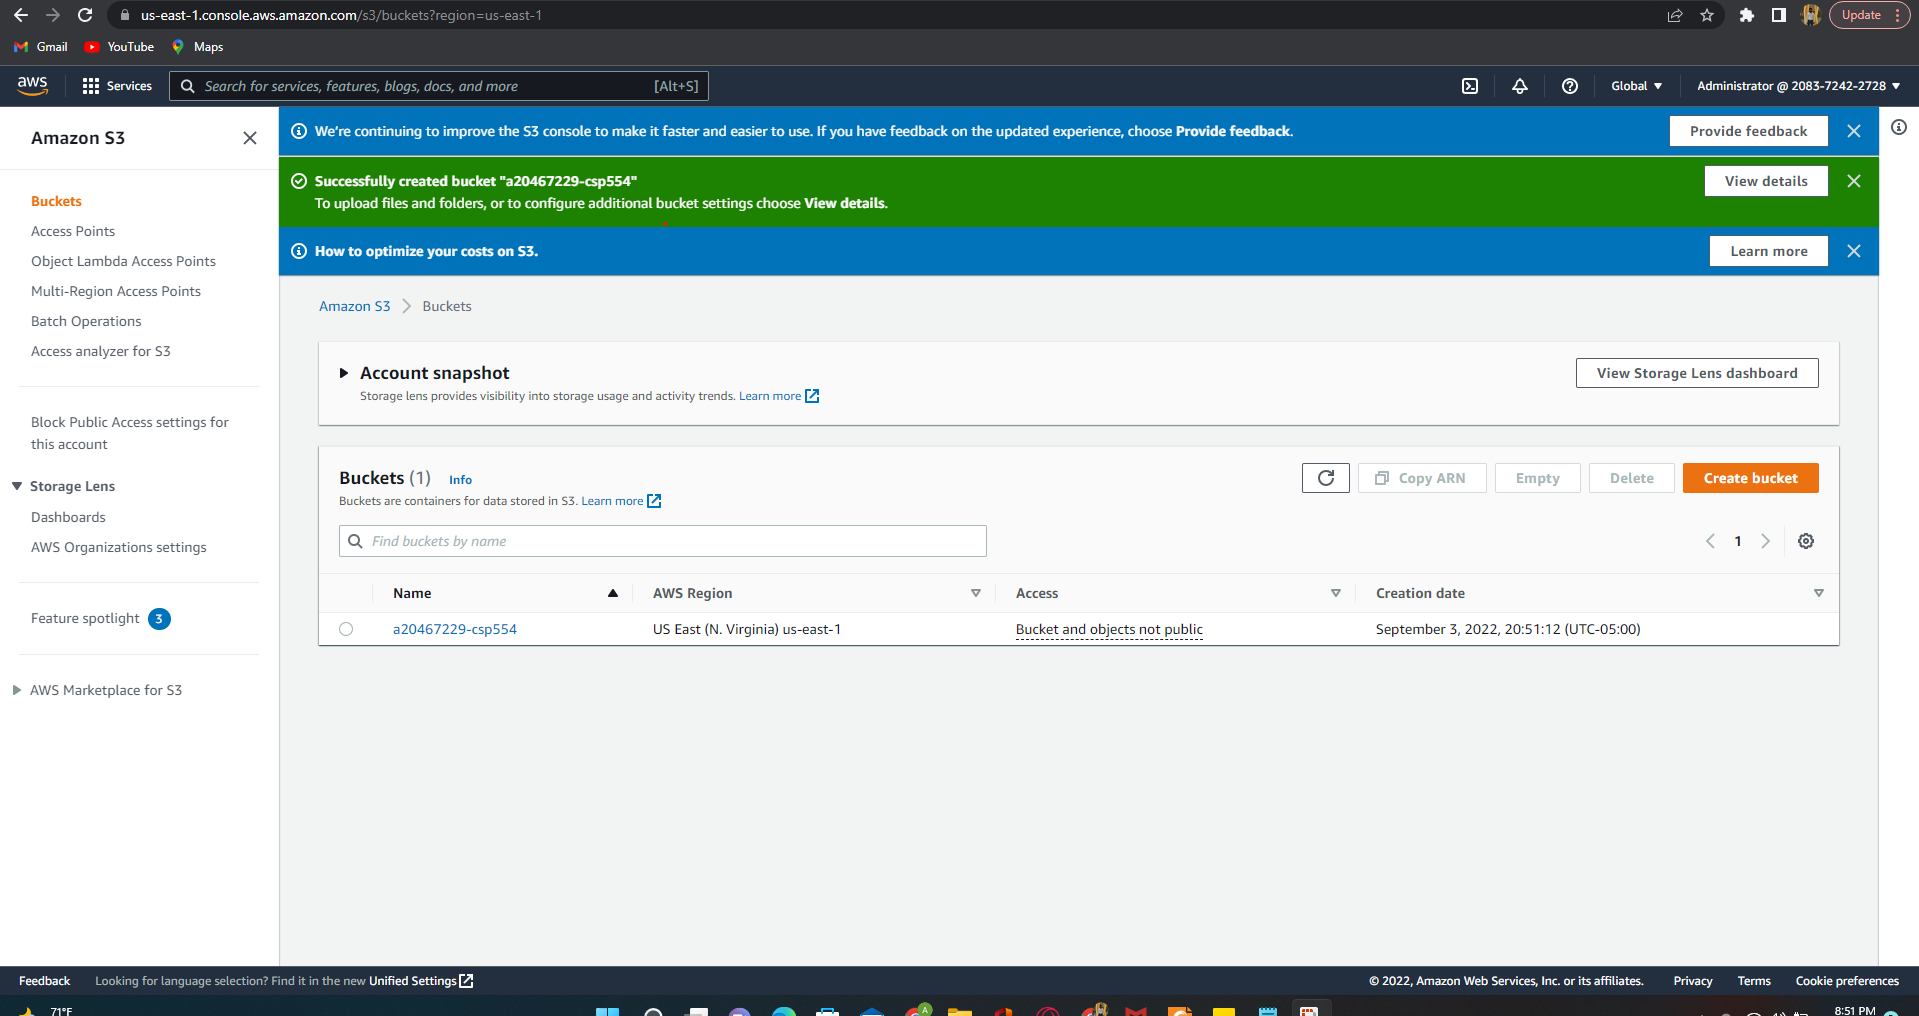 us-east-1.console.aws.amazon.com/s3/buckets?region=us-east-1
Update
Gmail
YouTube
Maps
aws
Services
Search for services, features, blogs, docs, and more
[Alt+S]
Global
Administrator @ 2083-7242-2728
Amazon S3
Buckets
Access Points
Object Lambda Access Points
Multi-Region Access Points
Batch Operations
Access analyzer for S3
Block Public Access settings for
this account
Storage Lens
Dashboards
AWS Organizations settings
Feature spotlight 3
AWS Marketplace for S3
We're continuing to improve the S3 console to make it faster and easier to use. If you have feedback on the updated experience, choose Provide feedback.
Provide feedback
Successfully created bucket "a20467229-csp554"
To upload files and folders, or to configure additional bucket settings choose View details.
View details
How to optimize your costs on S3.
Learn more
Amazon S3
Buckets
Account snapshot
Storage lens provides visibility into storage usage and activity trends. Learn more
View Storage Lens dashboard
Buckets (1) Info
Buckets are containers for data stored in S3. Learn more
Copy ARN
Empty
Delete
Create bucket
Find buckets by name
1
Name
AWS Region
Access
Creation date
a20467229-csp554
US East (N. Virginia) us-east-1
Bucket and objects not public
September 3, 2022, 20:51:12 (UTC-05:00)
Feedback
Looking for language selection? Find it in the new Unified Settings
© 2022, Amazon Web Services, Inc. or its affiliates.
Privacy
Terms
Cookie preferences
71°F
A
8:51 PM